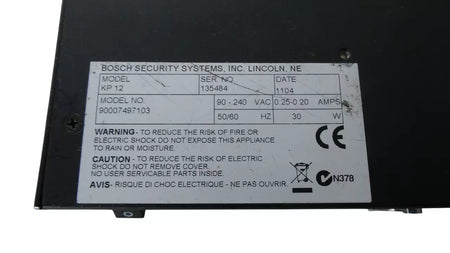 BOSCH SECURITY SYSTEMS, INC. LINCOLN, NE
MODEL SER. NO. DATE
KP 12 135484 1104
MODEL NO. 90 - 240 VAC 0.25-0.20 AMPS
90007497103 50/60 HZ 30 W
WARNING- TO REDUCE THE RISK OF FIRE OR
ELECTRIC SHOCK DO NOT EXPOSE THIS APPLIANCE
TO RAIN OR MOISTURE.
CE
CAUTION - TO REDUCE THE RISK OF ELECTRIC
SHOCK DO NOT REMOVE COVER.
NO USER SERVICABLE PARTS INSIDE.
AVIS- RISQUE DI CHOC ELECTRIQUE - NE PAS OUVRIR.
N37B